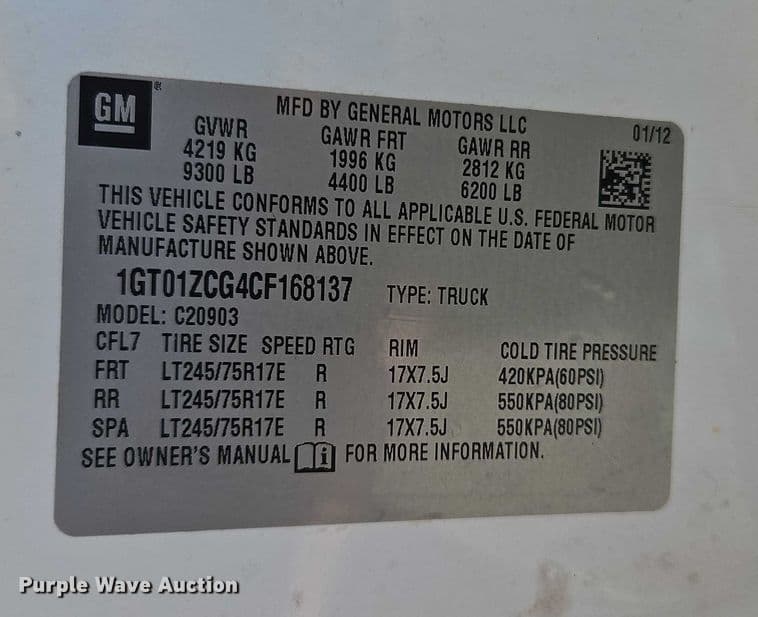 GM ®
MFD BY GENERAL MOTORS LLC 01/12
GVWR GAWR FRT GAWR RR
4219 KG 1996 KG 2812 KG
9300 LB 4400 LB 6200 LB
THIS VEHICLE CONFORMS TO ALL APPLICABLE U.S. FEDERAL MOTOR
VEHICLE SAFETY STANDARDS IN EFFECT ON THE DATE OF
MANUFACTURE SHOWN ABOVE.
1GT01ZCG4CF168137 TYPE: TRUCK
MODEL: C20903
CFL7 TIRE SIZE SPEED RTG RIM COLD TIRE PRESSURE
FRT LT245/75R17E R 17X7.5J 420KPA(60PSI)
RR LT245/75R17E R 17X7.5J 550KPA(80PSI)
SPA LT245/75R17E R 17X7.5J 550KPA(80PSI)
SEE OWNER'S MANUAL i FOR MORE INFORMATION.
Purple Wave Auction